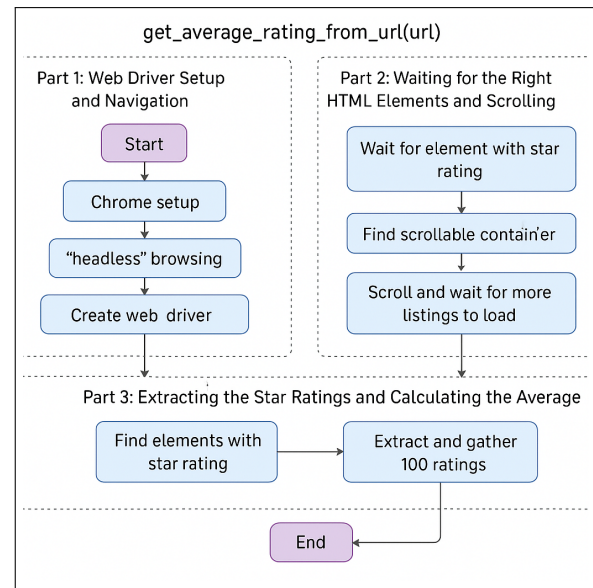 get_average_rating_from_url(url)
Part 1: Web Driver Setup
and Navigation
Start
Chrome setup
“headless” browsing
Create web driver
Part 2: Waiting for the Right
HTML Elements and Scrolling
Wait for element with star
rating
Find scrollable container
Scroll and wait for more
listings to load
Part 3: Extracting the Star Ratings and Calculating the Average
Find elements with
star rating
Extract and gather
100 ratings
End